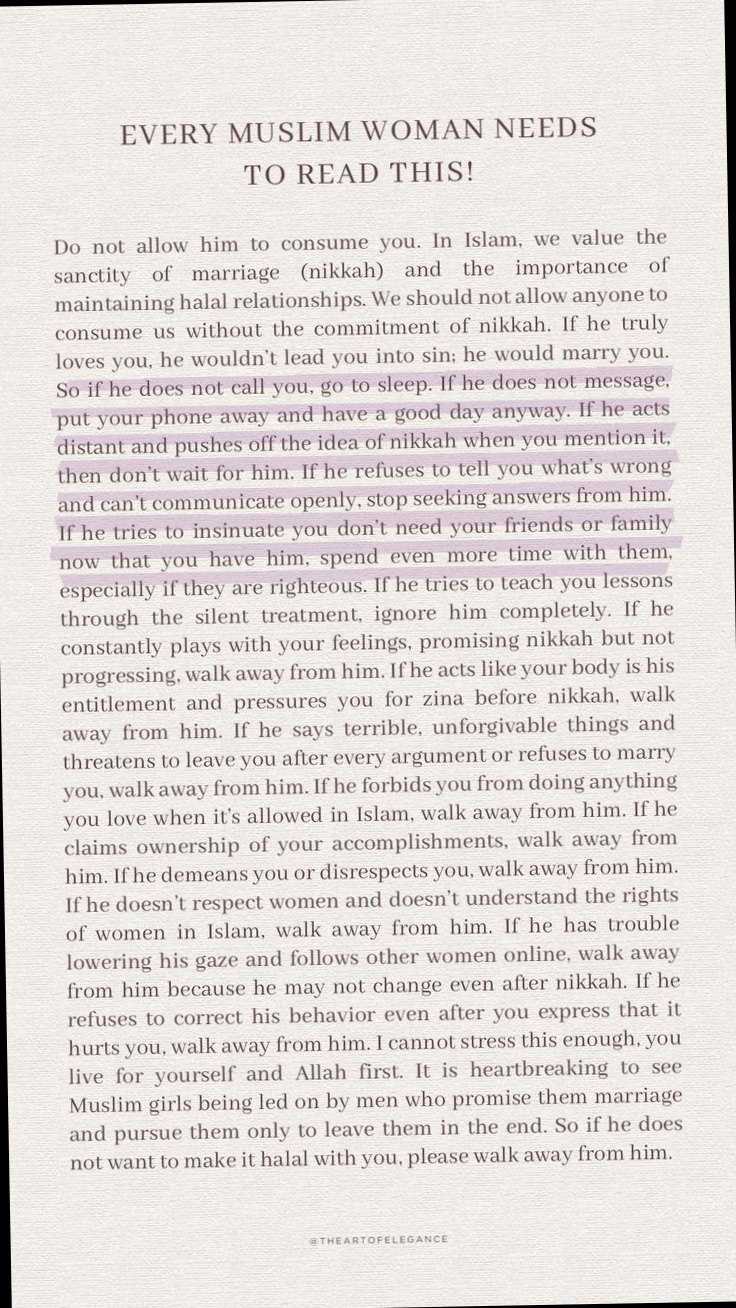 EVERY MUSLIM WOMAN NEEDS
TO READ THIS!
Do not allow him to consume you. In Islam, we value the
sanctity of marriage (nikkah) and the importance of
maintaining halal relationships. We should not allow anyone to
consume us without the commitment of nikkah. If he truly
loves you, he wouldn't lead you into sin; he would marry you.
So if he does not call you, go to sleep. If he does not message,
put your phone away and have a good day anyway. If he acts
distant and pushes off the idea of nikkah when you mention it,
then don't wait for him. If he refuses to tell you what's wrong
and can't communicate openly, stop seeking answers from him.
If he tries to insinuate you don't need your friends or family
now that you have him, spend even more time with them,
especially if they are righteous. If he tries to teach you lessons
through the silent treatment, ignore him completely. If he
constantly plays with your feelings, promising nikkah but not
progressing, walk away from him. If he acts like your body is his
entitlement and pressures you for zina before nikkah, walk
away from him. If he says terrible, unforgivable things and
threatens to leave you after every argument or refuses to marry
you, walk away from him. If he forbids you from doing anything
you love when it's allowed in Islam, walk away from him. If he
claims ownership of your accomplishments, walk away from
him. If he demeans you or disrespects you, walk away from him.
If he doesn't respect women and doesn't understand the rights
of women in Islam, walk away from him. If he has trouble
lowering his gaze and follows other women online, walk away
from him because he may not change even after nikkah. If he
refuses to correct his behavior even after you express that it
hurts you, walk away from him. I cannot stress this enough, you
live for yourself and Allah first. It is heartbreaking to see
Muslim girls being led on by men who promise them marriage
and pursue them only to leave them in the end. So if he does
not want to make it halal with you, please walk away from him.
@THEARTOFELEGANCE